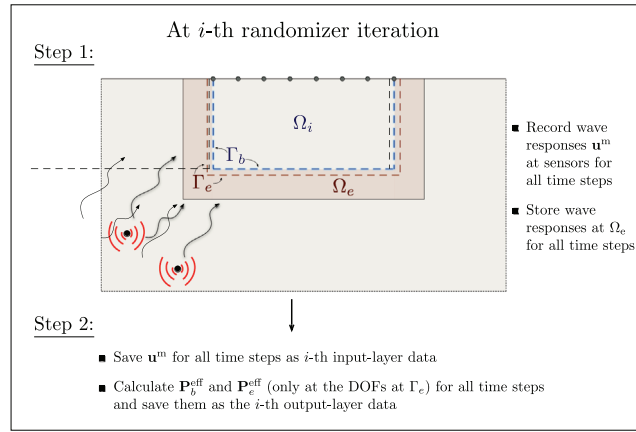 At i-th randomizer iteration
Step 1:
Ω_i
Γ_b
Γ_e
Ω_e
■ Record wave
responses u^m
at sensors for
all time steps
■ Store wave
responses at Ω_e
for all time steps
Step 2:
■ Save u^m for all time steps as i-th input-layer data
■ Calculate P_b^eff and P_e^eff (only at the DOFs at Γ_e) for all time steps
and save them as the i-th output-layer data